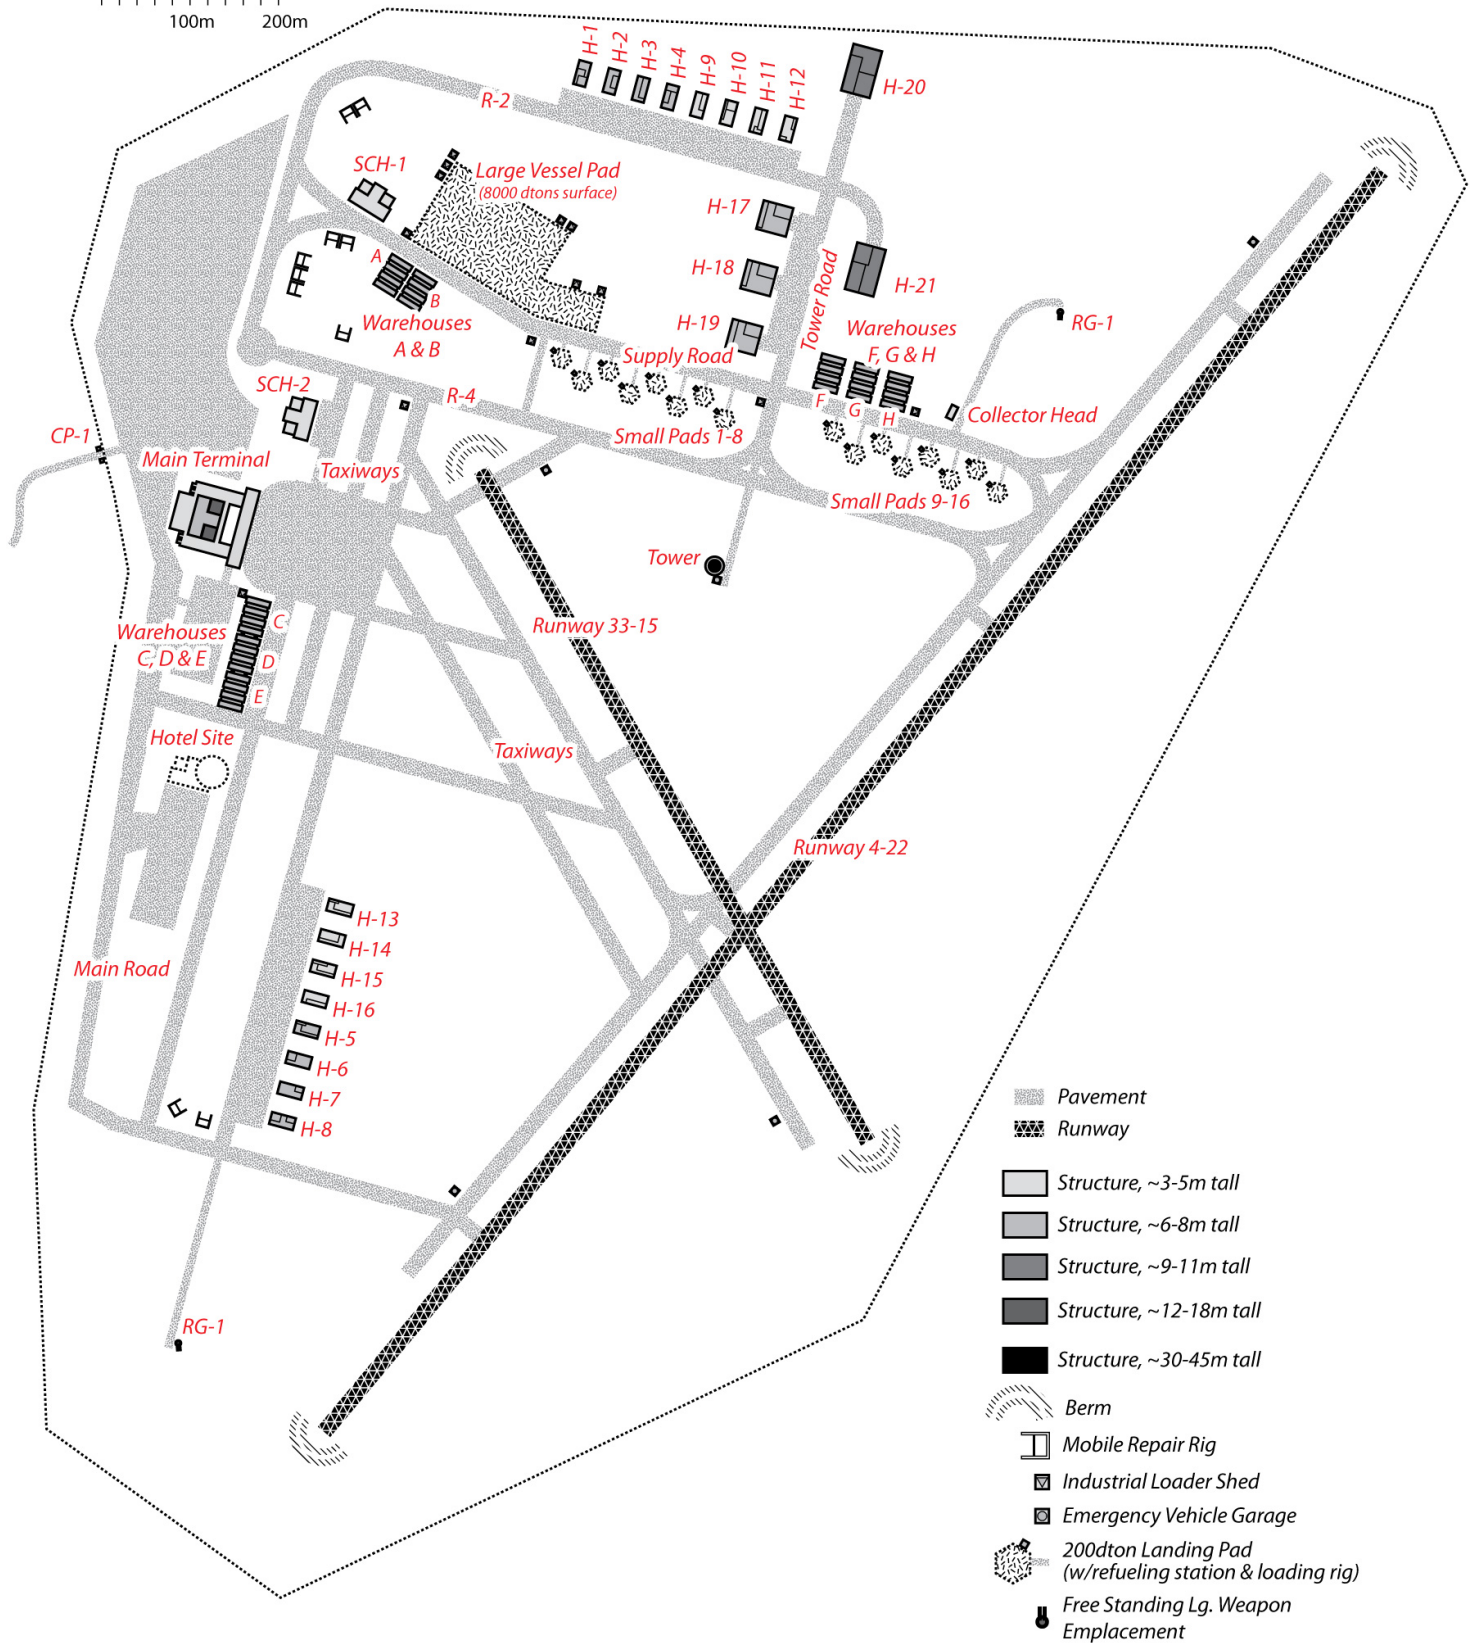 100m 200m
H-1
H-2
H-3
H-4
H-9
H-10
H-11
H-12
H-20
R-2
SCH-1
Large Vessel Pad
(8000 dtons surface)
H-17
H-18
H-19
H-21
Tower Road
A
B
Warehouses
A & B
Warehouses
F, G & H
RG-1
Supply Road
SCH-2
R-4
F
G
H
Collector Head
CP-1
Main Terminal
Taxiways
Small Pads 1-8
Small Pads 9-16
Tower
Runway 33-15
Warehouses
C, D & E
C
D
E
Hotel Site
Taxiways
Runway 4-22
Main Road
H-13
H-14
H-15
H-16
H-5
H-6
H-7
H-8
RG-1
Pavement
Runway
Structure, ~3-5m tall
Structure, ~6-8m tall
Structure, ~9-11m tall
Structure, ~12-18m tall
Structure, ~30-45m tall
Berm
Mobile Repair Rig
Industrial Loader Shed
Emergency Vehicle Garage
200dton Landing Pad
(w/refueling station & loading rig)
Free Standing Lg. Weapon
Emplacement